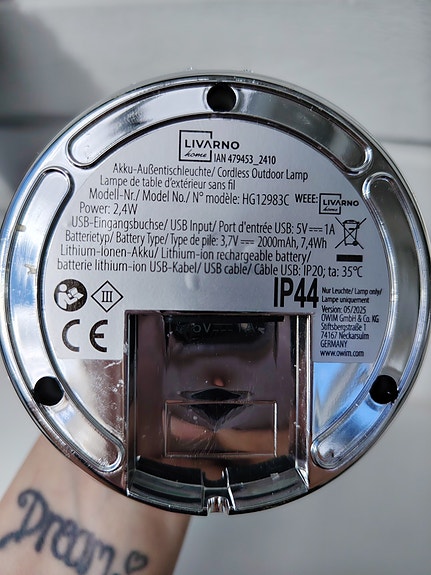 LIVARNO
home
IAN 479453_2410
Akku-Außentischleuchte/ Cordless Outdoor Lamp
Lampe de table d'extérieur sans fil
Modell-Nr./ Model No./ N° modèle: HG12983C
WEEE: LIVARNO
home
Power: 2,4W
USB-Eingangsbuchse/ USB Input/ Port d'entrée USB: 5V⎓1A
Batterietyp/ Battery Type/ Type de pile: 3,7V⎓ 2000mAh, 7,4Wh
Lithium-Ionen-Akku/ Lithium-ion rechargeable battery/
batterie lithium-ion USB-Kabel/ USB cable/ Câble USB: IP20; ta: 35°C
IP44
Nur Leuchte/ Lamp only/
Lampe uniquement
III
Version: 05/2025
OWIM GmbH & Co. KG
Stiftsbergstraße 1
74167 Neckarsulm
GERMANY
www.owim.com
CE
Dream